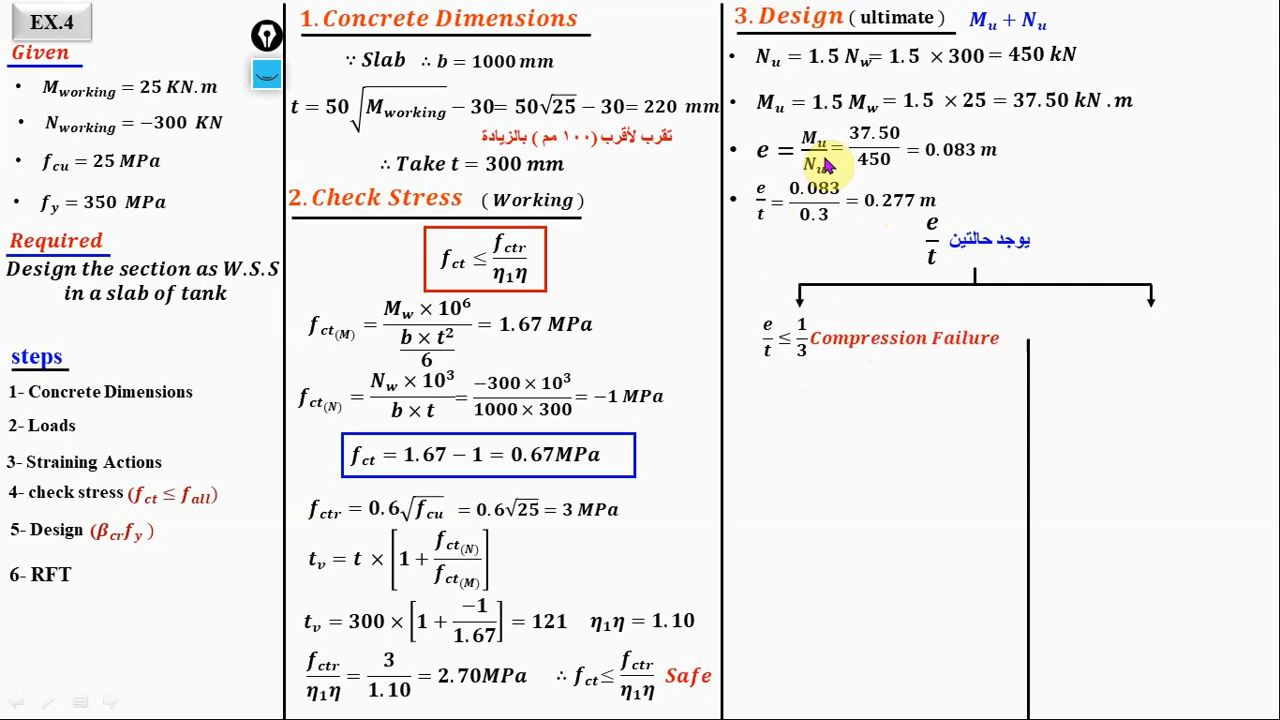 EX.4
Given
• M_working = 25 KN.m
• N_working = −300 KN
• f_cu = 25 MPa
• f_y = 350 MPa
Required
Design the section as W.S.S
in a slab of tank
steps
1- Concrete Dimensions
2- Loads
3- Straining Actions
4- check stress (f_ct ≤ f_all)
5- Design (β_cr f_y )
6- RFT
1. Concrete Dimensions
∵ Slab ∴ b = 1000 mm
t = 50√M_working − 30= 50√25 − 30= 220 mm
تقرب لأقرب (١٠٠ مم ) بالزيادة
∴ Take t = 300 mm
2. Check Stress (Working)
f_ct ≤ f_ctr / η₁η
f_ct(M) = M_w × 10^6 / (b × t^2 / 6) = 1.67 MPa
f_ct(N) = N_w × 10^3 / b × t = −300 × 10^3 / 1000 × 300 = −1 MPa
f_ct = 1.67 − 1 = 0.67MPa
f_ctr = 0.6√f_cu = 0.6√25 = 3 MPa
t_v = t × [1 + f_ct(N) / f_ct(M)]
t_v = 300 × [1 + −1 / 1.67] = 121 η₁η = 1.10
f_ctr / η₁η = 3 / 1.10 = 2.70MPa ∴ f_ct ≤ f_ctr / η₁η Safe
3. Design ( ultimate ) M_u + N_u
• N_u = 1.5 N_w = 1.5 × 300 = 450 kN
• M_u = 1.5 M_w = 1.5 × 25 = 37.50 kN .m
• e = M_u / N_u = 37.50 / 450 = 0.083 m
• e / t = 0.083 / 0.3 = 0.277 m
يوجد حالتين e / t
e / t ≤ 1 / 3 Compression Failure